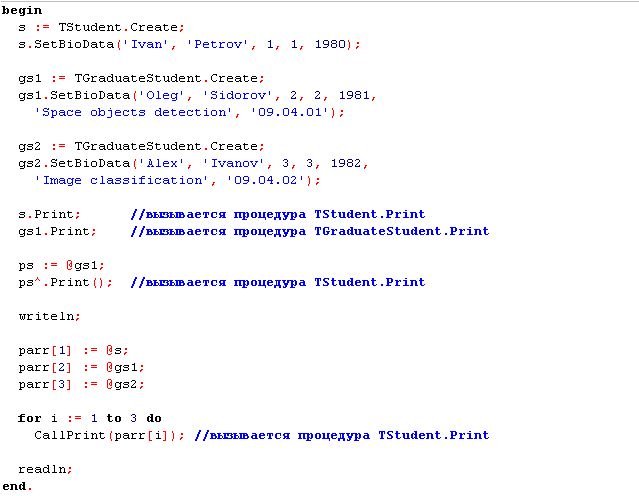 begin
  s := TStudent.Create;
  s.SetBioData('Ivan', 'Petrov', 1, 1, 1980);

  gs1 := TGraduateStudent.Create;
  gs1.SetBioData('Oleg', 'Sidorov', 2, 2, 1981,
    'Space objects detection', '09.04.01');

  gs2 := TGraduateStudent.Create;
  gs2.SetBioData('Alex', 'Ivanov', 3, 3, 1982,
    'Image classification', '09.04.02');

  s.Print;      //вызывается процедура TStudent.Print
  gs1.Print;    //вызывается процедура TGraduateStudent.Print

  ps := @gs1;
  ps^.Print();  //вызывается процедура TStudent.Print

  writeln;

  parr[1] := @s;
  parr[2] := @gs1;
  parr[3] := @gs2;

  for i := 1 to 3 do
    CallPrint(parr[i]); //вызывается процедура TStudent.Print

  readln;
end.